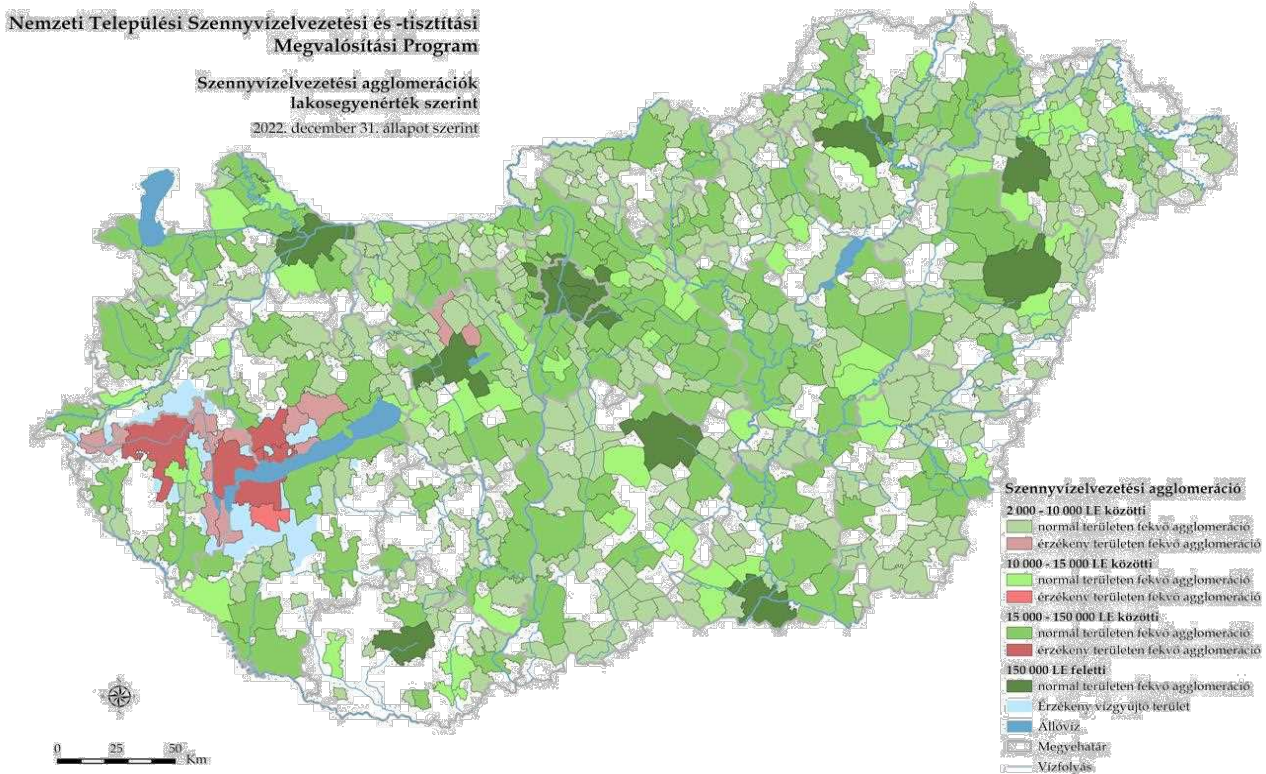 Nemzeti Települési Szennyvízelvezetési és -tisztítási
Megvalósítási Program
Szennyvízelvezetési agglomerációk
lakosegyenérték szerint
2022. december 31. állapot szerint
Szennyvízelvezetési agglomeráció
2 000 - 10 000 LE közötti
normál területen fekvő agglomeráció
érzékeny területen fekvő agglomeráció
10 000 - 15 000 LE közötti
normál területen fekvő agglomeráció
érzékeny területen fekvő agglomeráció
15 000 - 150 000 LE közötti
normál területen fekvő agglomeráció
érzékeny területen fekvő agglomeráció
150 000 LE feletti
normál területen fekvő agglomeráció
Érzékeny vízgyűjtő terület
Állóvíz
Megyehatár
Vízfolyás
0 25 50 Km